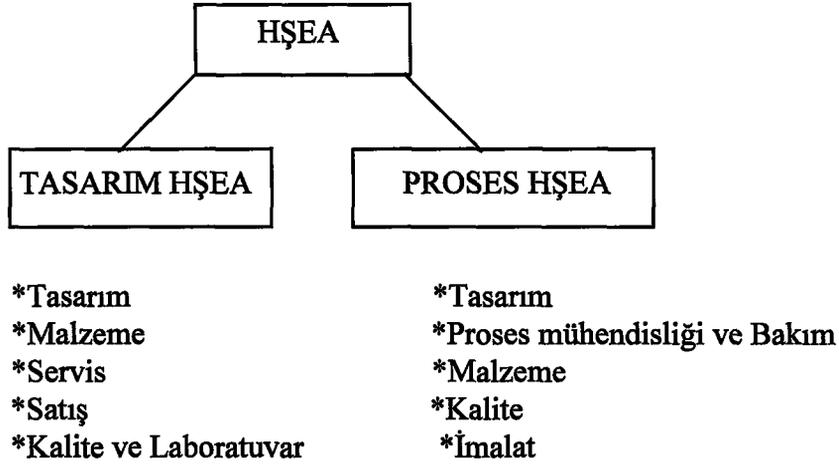 HŞEA
TASARIM HŞEA
PROSES HŞEA
*Tasarım
*Malzeme
*Servis
*Satış
*Kalite ve Laboratuvar
*Tasarım
*Proses mühendisliği ve Bakım
*Malzeme
*Kalite
*İmalat